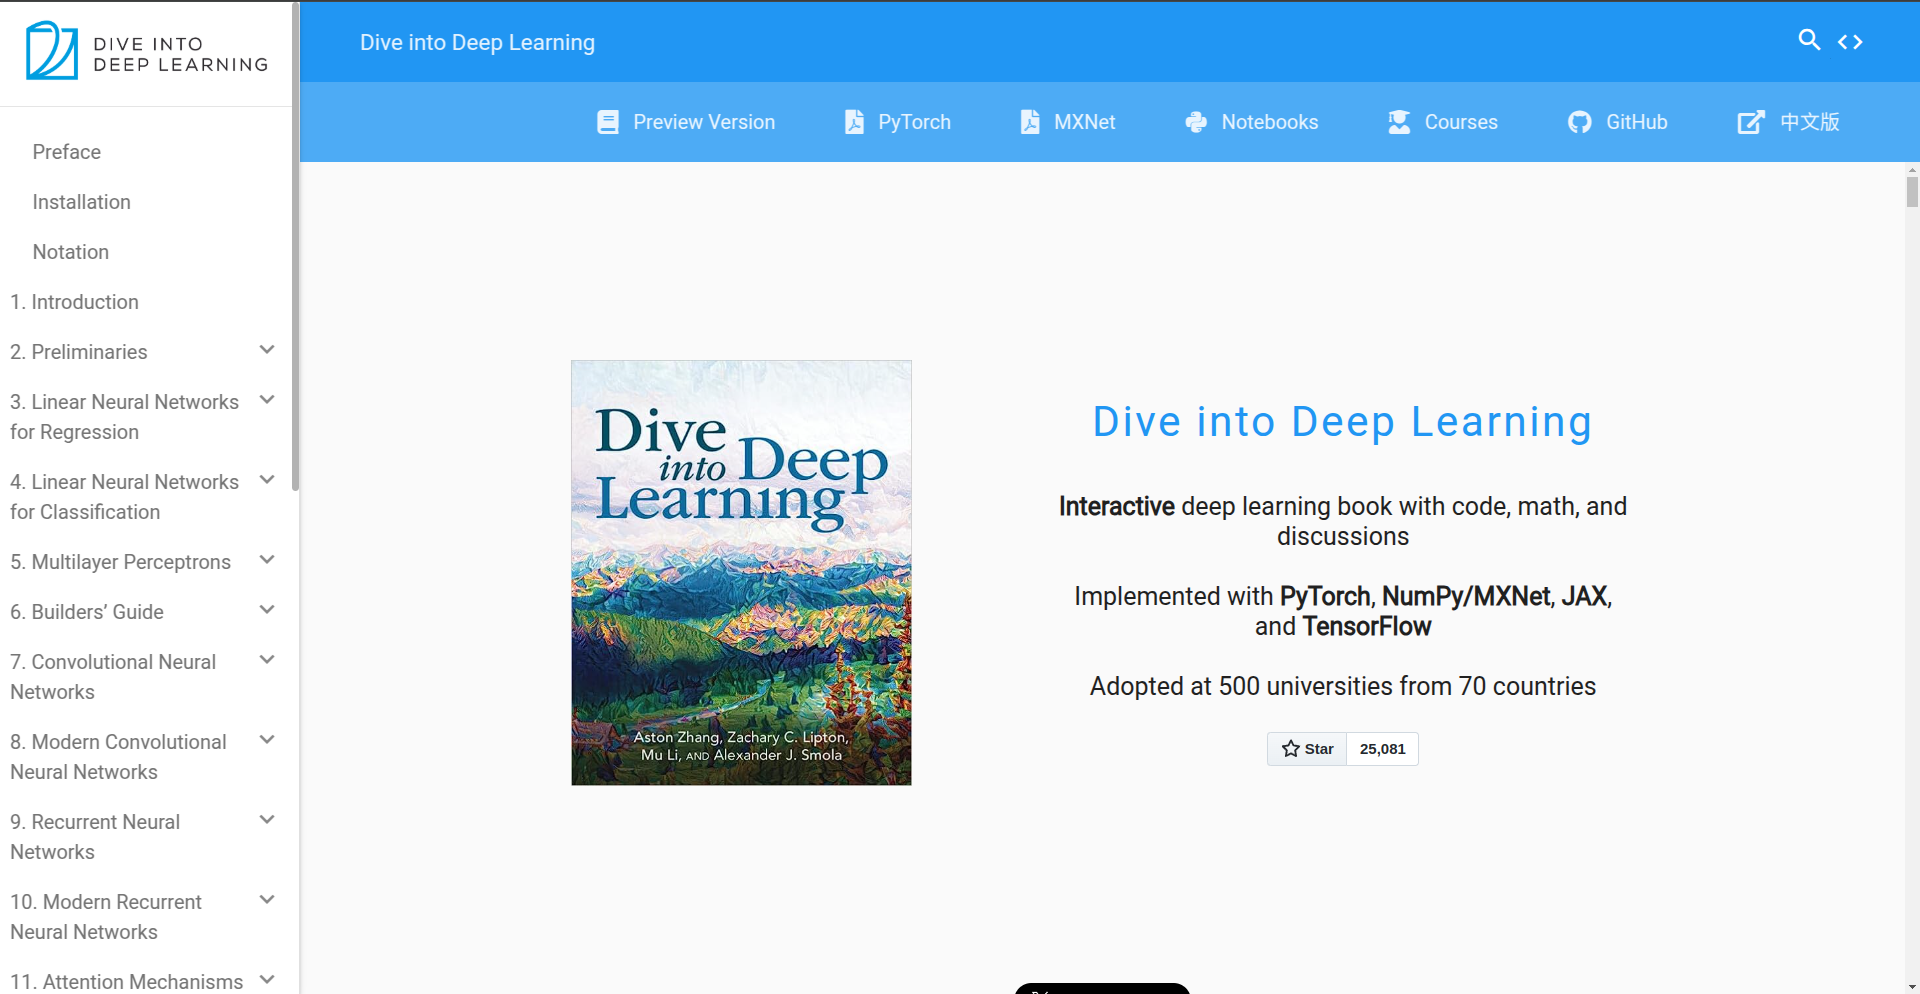 DIVE INTO
DEEP LEARNING
Preface
Installation
Notation
1. Introduction
2. Preliminaries
3. Linear Neural Networks
for Regression
4. Linear Neural Networks
for Classification
5. Multilayer Perceptrons
6. Builders’ Guide
7. Convolutional Neural
Networks
8. Modern Convolutional
Neural Networks
9. Recurrent Neural
Networks
10. Modern Recurrent
Neural Networks
11. Attention Mechanisms
Dive into Deep Learning
Preview Version
PyTorch
MXNet
Notebooks
Courses
GitHub
中文版
Dive
into Deep
Learning
Aston Zhang, Zachary C. Lipton,
Mu Li, AND Alexander J. Smola
Dive into Deep Learning
Interactive deep learning book with code, math, and
discussions
Implemented with PyTorch, NumPy/MXNet, JAX,
and TensorFlow
Adopted at 500 universities from 70 countries
Star 25,081